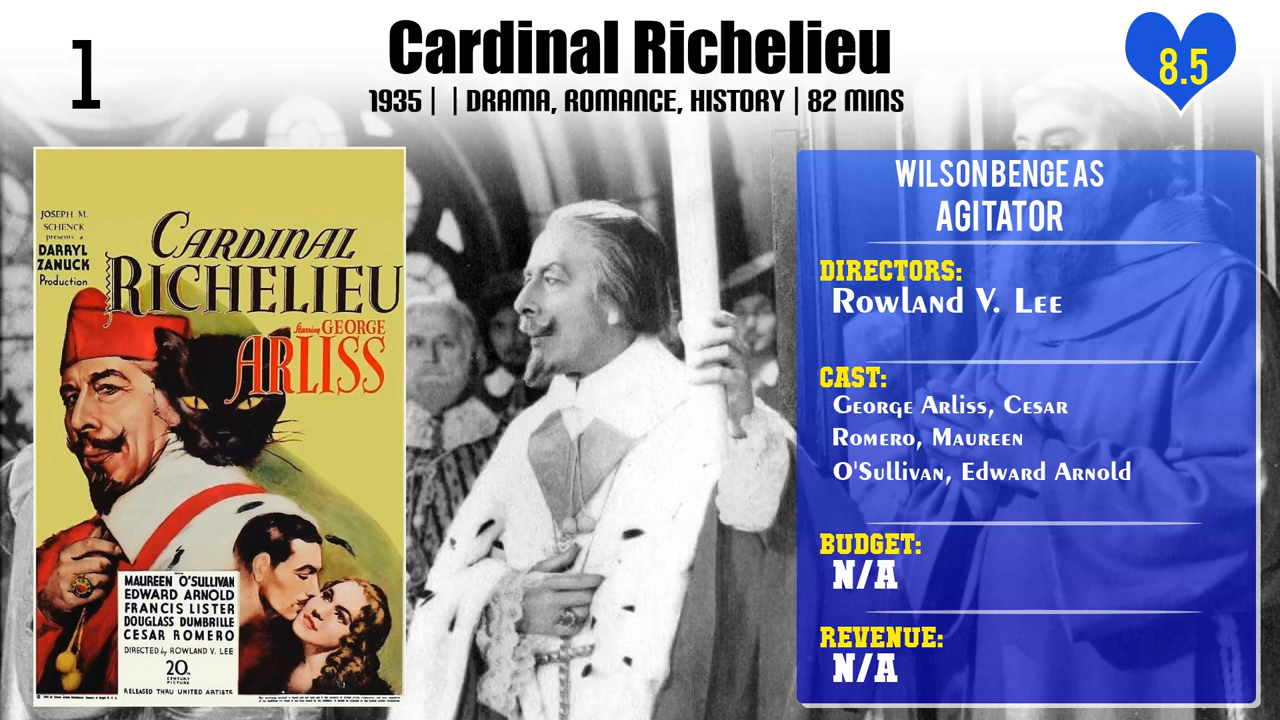 1
Cardinal Richelieu
1935 | | DRAMA, ROMANCE, HISTORY | 82 MINS
8.5
JOSEPH M.
SCHENCK
presents a
DARRYL
ZANUCK
Production
CARDINAL
RICHELIEU
Starring GEORGE
ARLISS
MAUREEN O'SULLIVAN
EDWARD ARNOLD
FRANCIS LISTER
DOUGLASS DUMBRILLE
CESAR ROMERO
DIRECTED by ROWLAND V. LEE
20th
CENTURY
PICTURE
RELEASED THRU UNITED ARTISTS
WILSON BENGE AS
AGITATOR
DIRECTORS:
Rowland V. Lee
CAST:
George Arliss, Cesar
Romero, Maureen
O'Sullivan, Edward Arnold
BUDGET:
N/A
REVENUE:
N/A